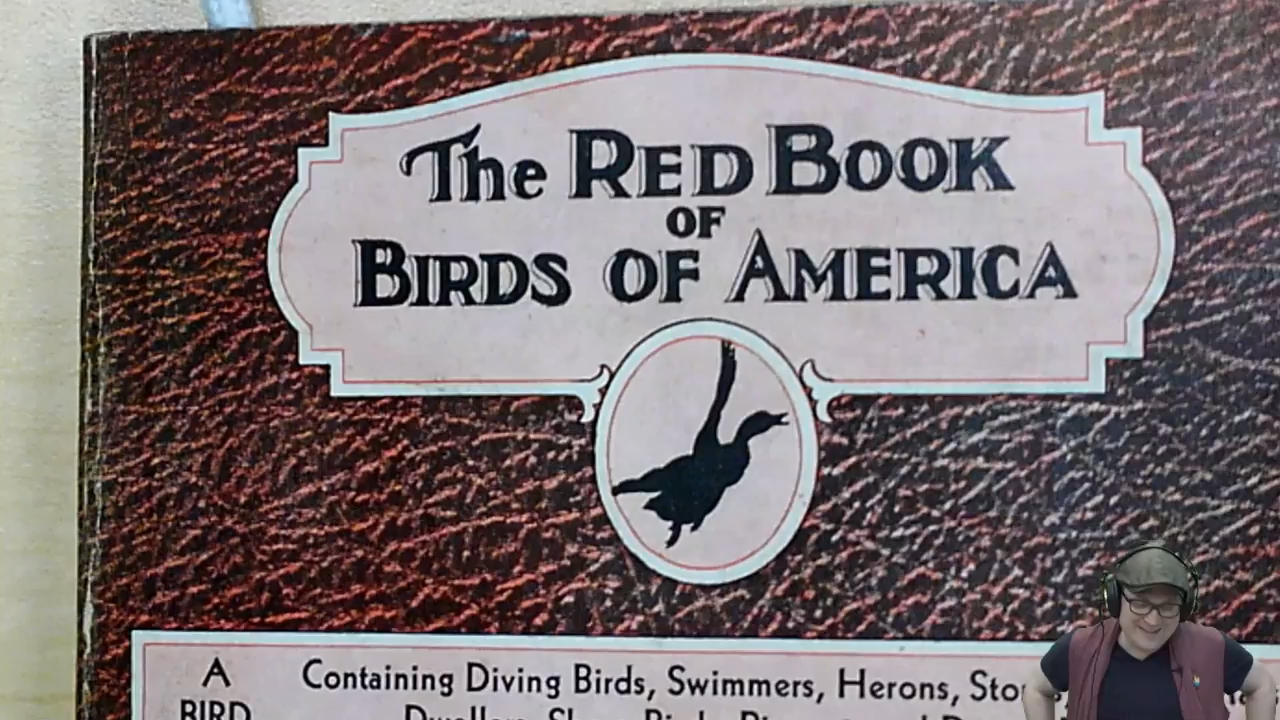 The RED BOOK
OF
BIRDS OF AMERICA
A
BIRD
Containing Diving Birds, Swimmers, Herons,